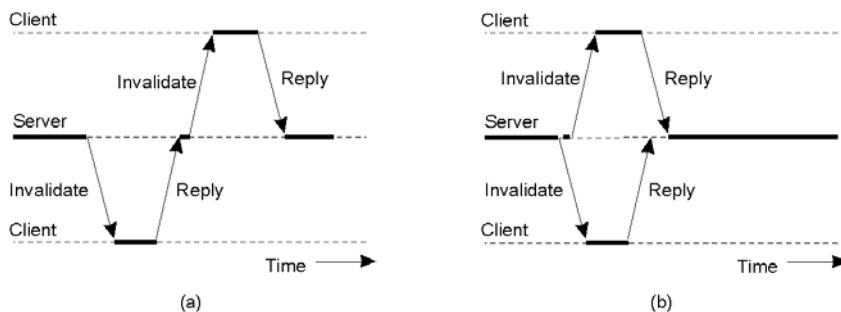 Client
Invalidate
Reply
Server
Invalidate
Reply
Client
Time
(a)
Client
Invalidate
Reply
Server
Invalidate
Reply
Client
Time
(b)